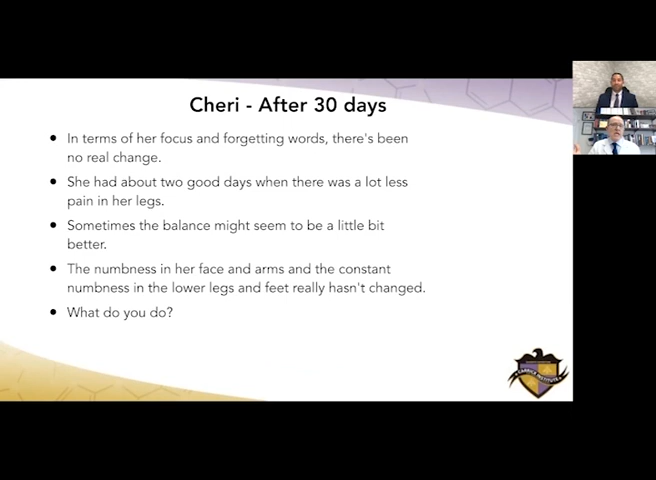 Cheri - After 30 days
• In terms of her focus and forgetting words, there's been
no real change.
• She had about two good days when there was a lot less
pain in her legs.
• Sometimes the balance might seem to be a little bit
better.
• The numbness in her face and arms and the constant
numbness in the lower legs and feet really hasn't changed.
• What do you do?
CARRICK INSTITUTE